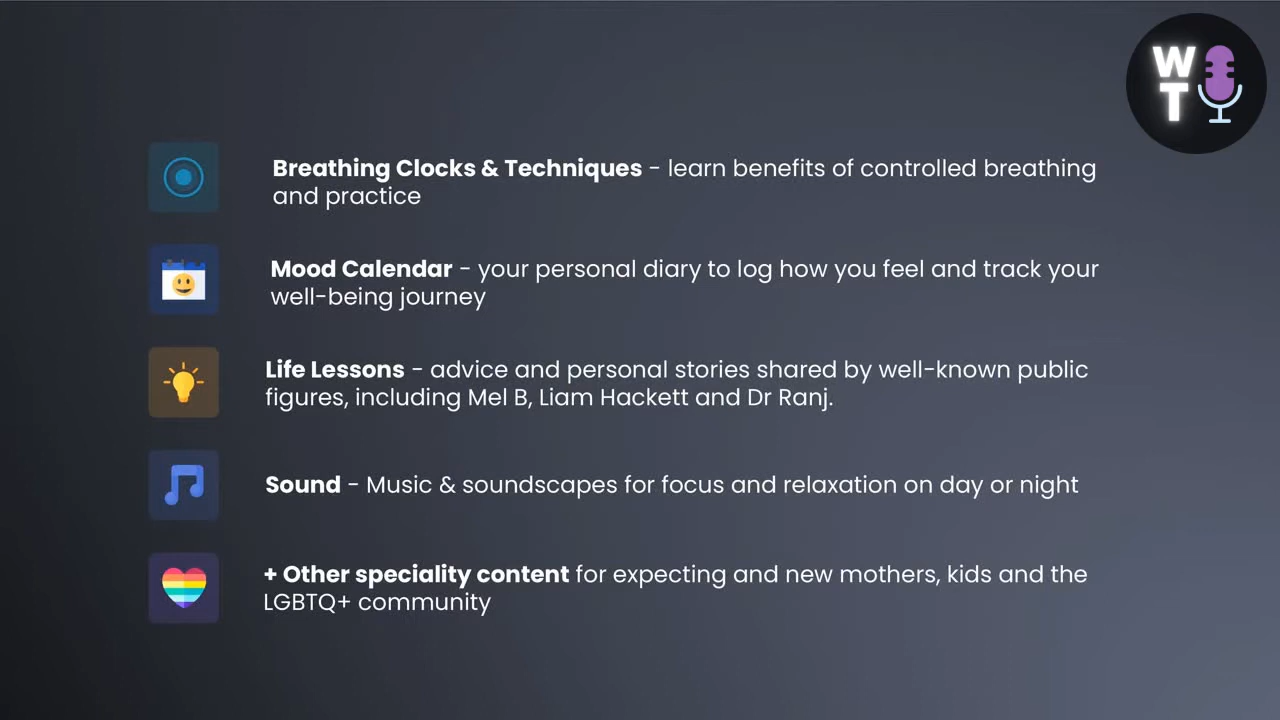 W
T
Breathing Clocks & Techniques - learn benefits of controlled breathing
and practice
Mood Calendar - your personal diary to log how you feel and track your
well-being journey
Life Lessons - advice and personal stories shared by well-known public
figures, including Mel B, Liam Hackett and Dr Ranj.
Sound - Music & soundscapes for focus and relaxation on day or night
+ Other speciality content for expecting and new mothers, kids and the
LGBTQ+ community